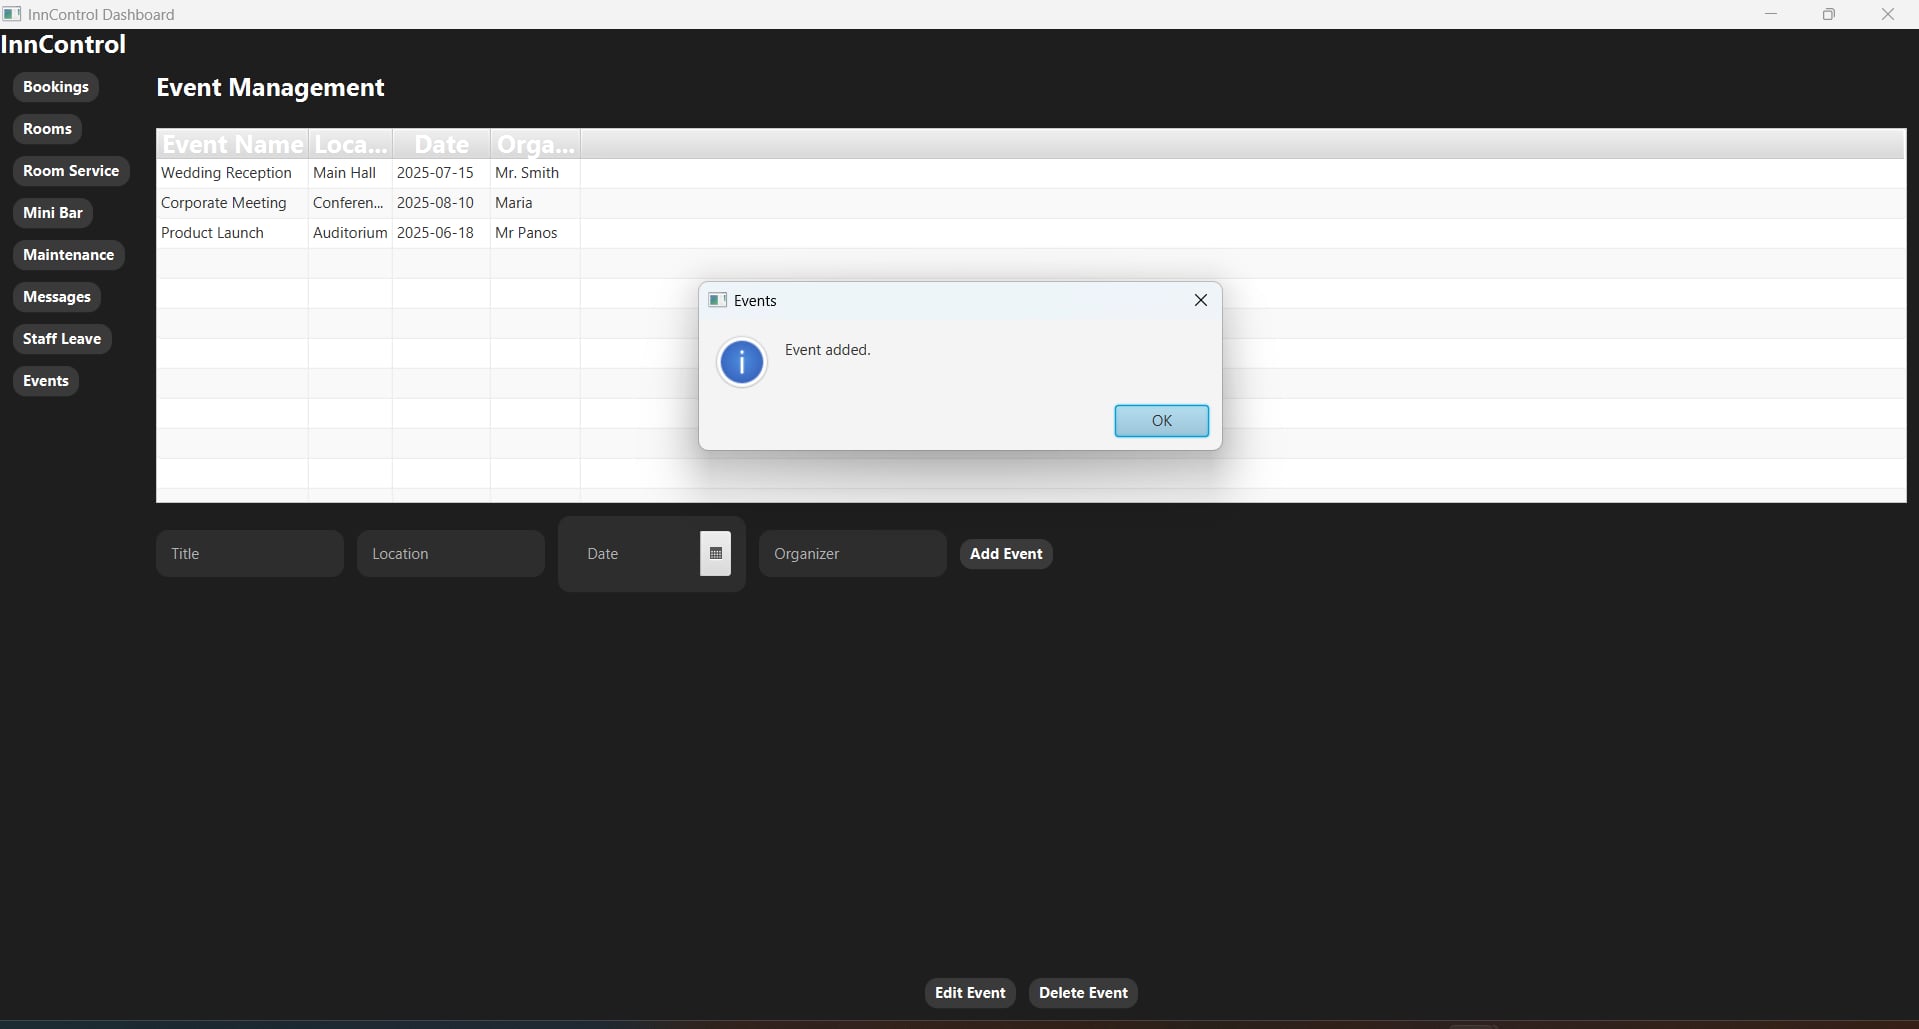 InnControl Dashboard
InnControl
Bookings
Rooms
Room Service
Mini Bar
Maintenance
Messages
Staff Leave
Events
Event Management
Event Name Loca... Date Orga...
Wedding Reception Main Hall 2025-07-15 Mr. Smith
Corporate Meeting Conferen... 2025-08-10 Maria
Product Launch Auditorium 2025-06-18 Mr Panos
Events
Event added.
OK
Title Location Date Organizer Add Event
Edit Event Delete Event